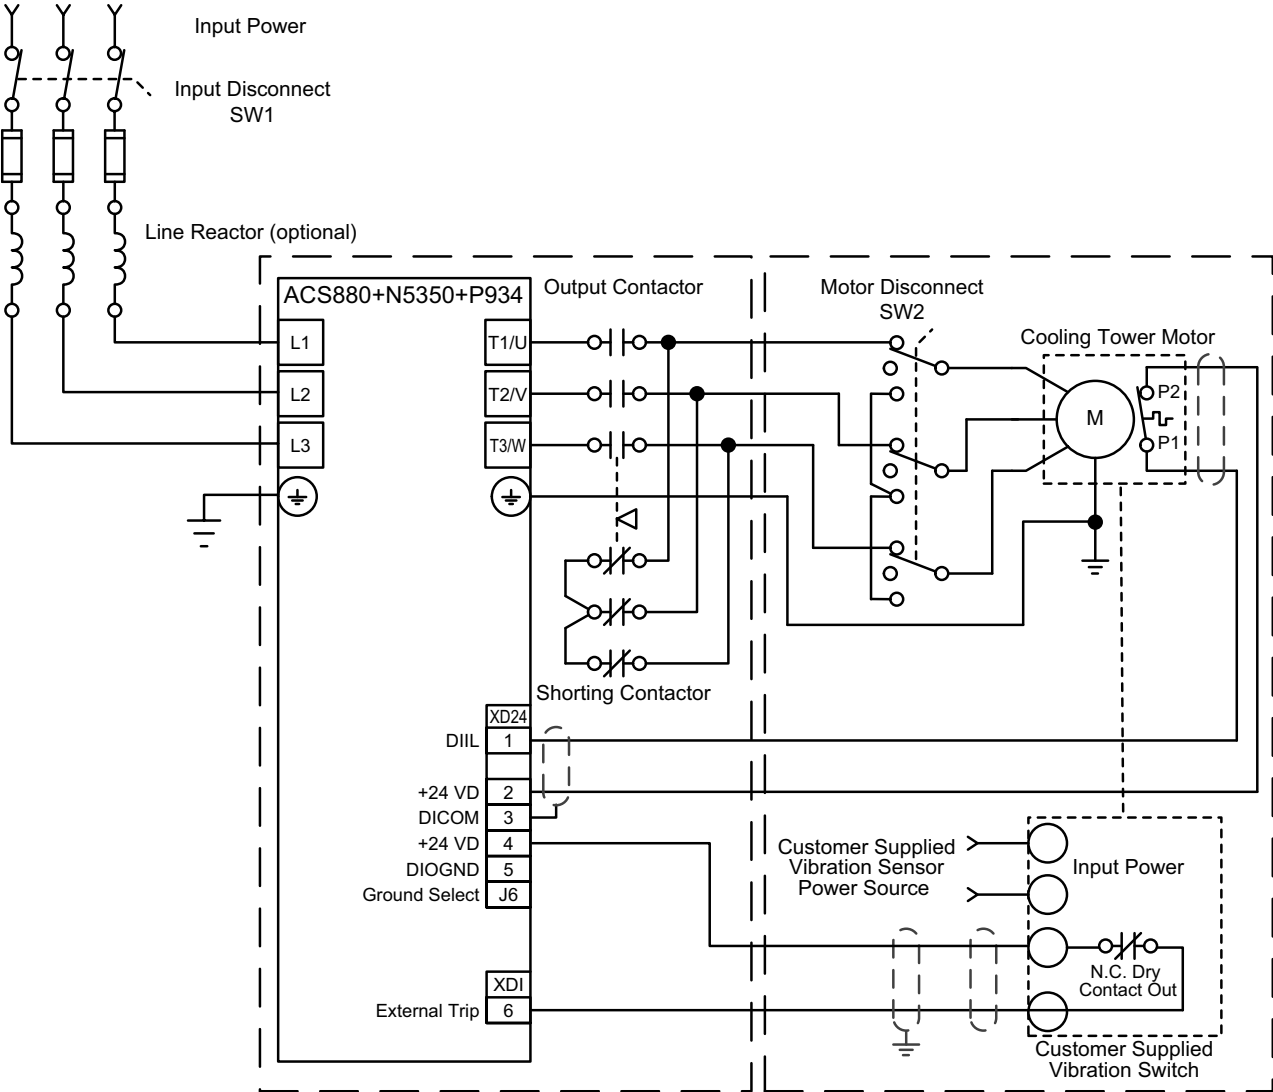 Input Power
Input Disconnect
SW1
Line Reactor (optional)
ACS880+N5350+P934
Output Contactor
Motor Disconnect
SW2
Cooling Tower Motor
L1
T1/U
L2
T2/V
L3
T3/W
M
P2
P1
Shorting Contactor
XD24
DIIL
1
+24 VD
2
DICOM
3
+24 VD
4
DIOGND
5
Ground Select
J6
XDI
External Trip
6
Customer Supplied
Vibration Sensor
Power Source
Input Power
N.C. Dry
Contact Out
Customer Supplied
Vibration Switch